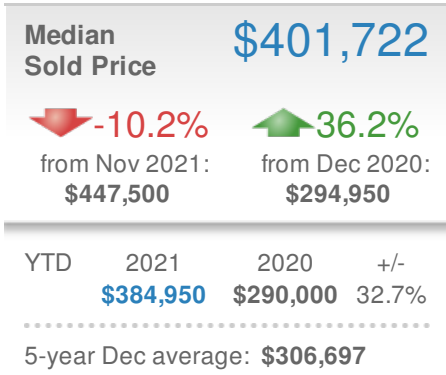 Median
Sold Price
$401,722
-10.2%
from Nov 2021:
$447,500
36.2%
from Dec 2020:
$294,950
YTD 2021 2020 +/-
$384,950 $290,000 32.7%
5-year Dec average: $306,697